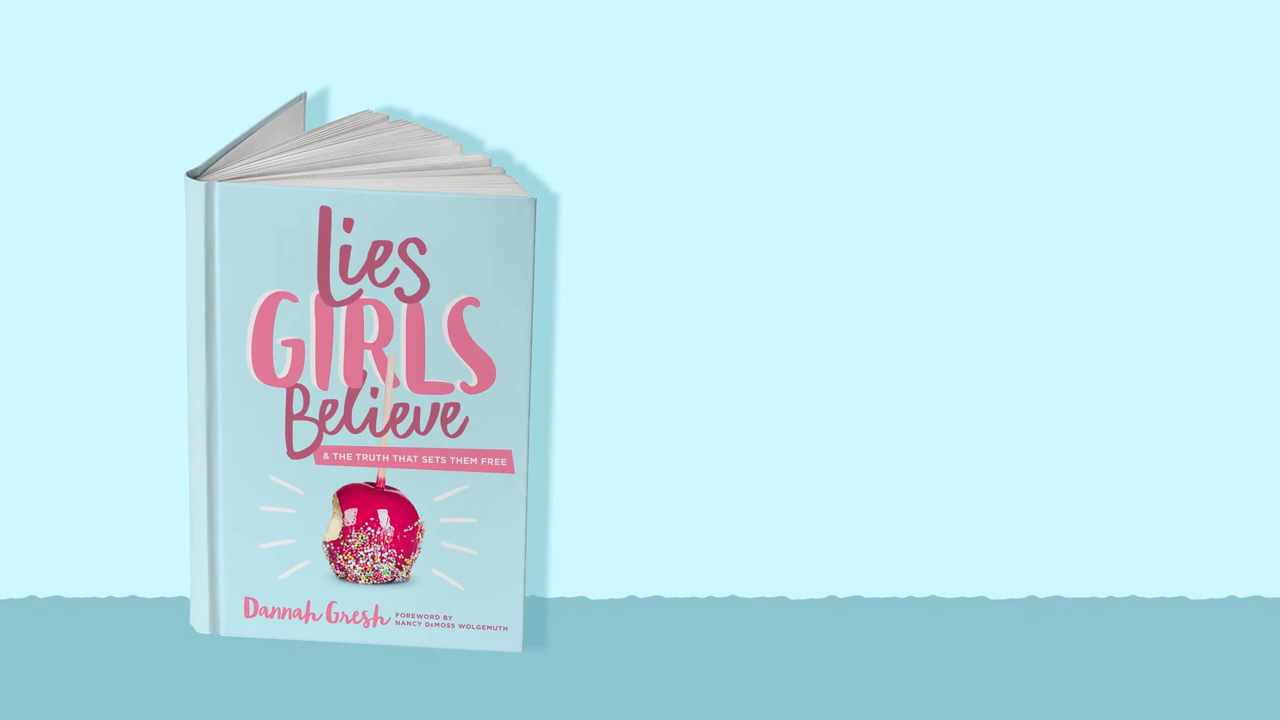 Lies
GIRLS
Believe
& THE TRUTH THAT SETS THEM FREE
Dannah Gresh
FOREWORD BY
NANCY DeMOSS WOLGEMUTH